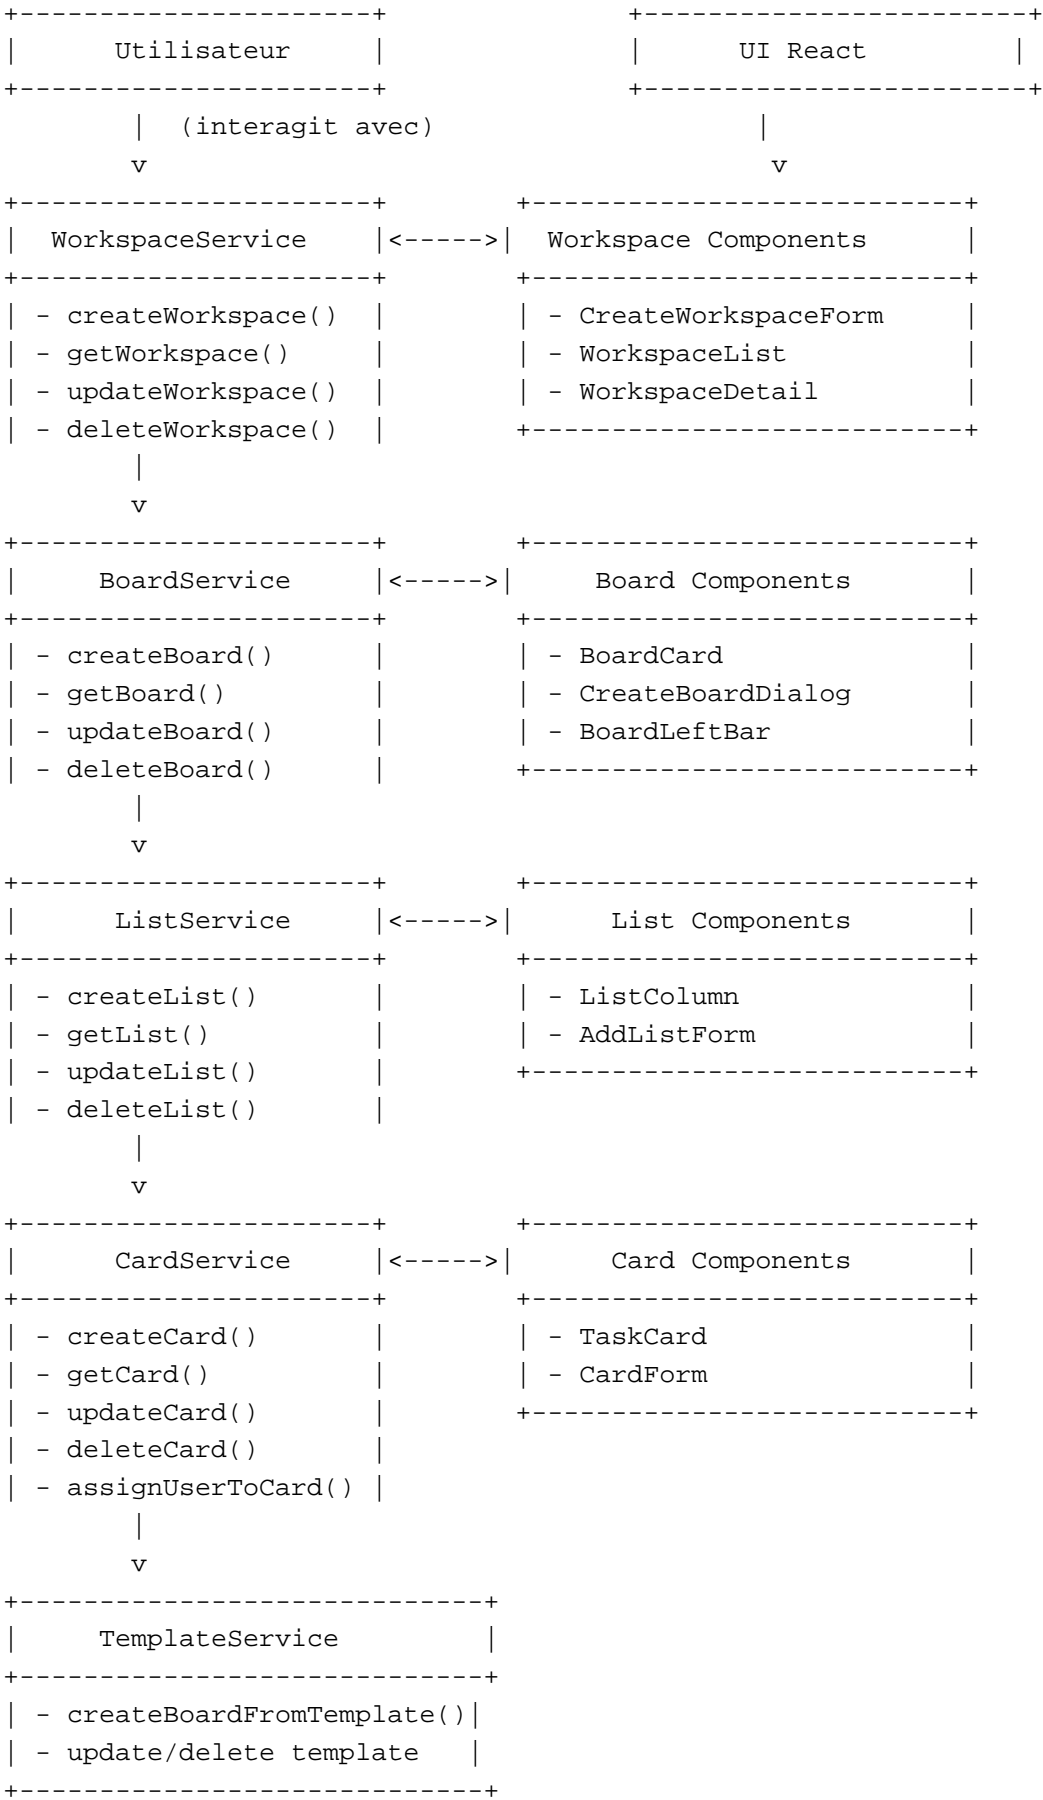 +----------------------+               +------------------------+
|      Utilisateur     |               |      UI React         |
+----------------------+               +------------------------+
        |  (interagit avec)                    |
        v                                       v
+----------------------+        +---------------------------+
|  WorkspaceService    |<----->|  Workspace Components      |
+----------------------+        +---------------------------+
| - createWorkspace()  |        | - CreateWorkspaceForm     |
| - getWorkspace()     |        | - WorkspaceList           |
| - updateWorkspace()  |        | - WorkspaceDetail         |
| - deleteWorkspace()  |        +---------------------------+
        |
        v
+----------------------+        +---------------------------+
|     BoardService     |<----->|     Board Components       |
+----------------------+        +---------------------------+
| - createBoard()      |        | - BoardCard               |
| - getBoard()         |        | - CreateBoardDialog       |
| - updateBoard()      |        | - BoardLeftBar            |
| - deleteBoard()      |        +---------------------------+
        |
        v
+----------------------+        +---------------------------+
|      ListService     |<----->|      List Components       |
+----------------------+        +---------------------------+
| - createList()       |        | - ListColumn              |
| - getList()          |        | - AddListForm             |
| - updateList()       |        +---------------------------+
| - deleteList()       |
        |
        v
+----------------------+        +---------------------------+
|      CardService     |<----->|      Card Components       |
+----------------------+        +---------------------------+
| - createCard()       |        | - TaskCard                |
| - getCard()          |        | - CardForm                |
| - updateCard()       |        +---------------------------+
| - deleteCard()       |
| - assignUserToCard() |
        |
        v
+-----------------------------+
|     TemplateService         |
+-----------------------------+
| - createBoardFromTemplate()|
| - update/delete template   |
+-----------------------------+